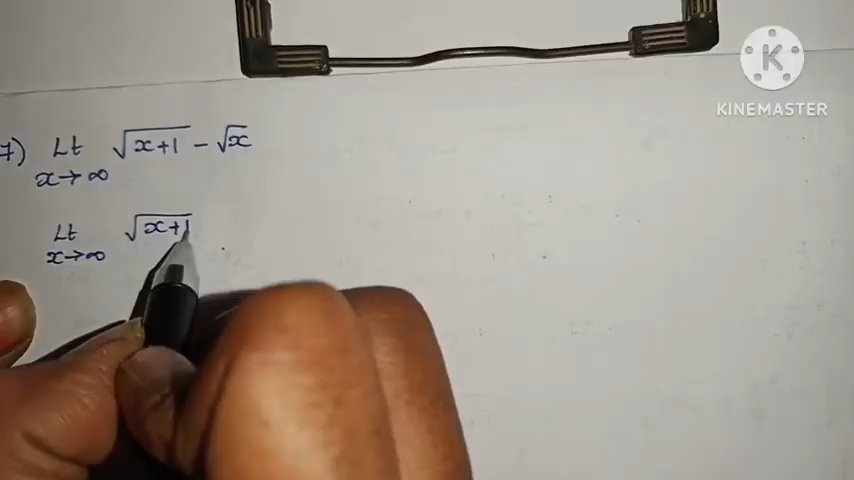 7) Lt √(x+1) - √x
x→∞
Lt √(x+1
x→∞
K
KINEMASTER